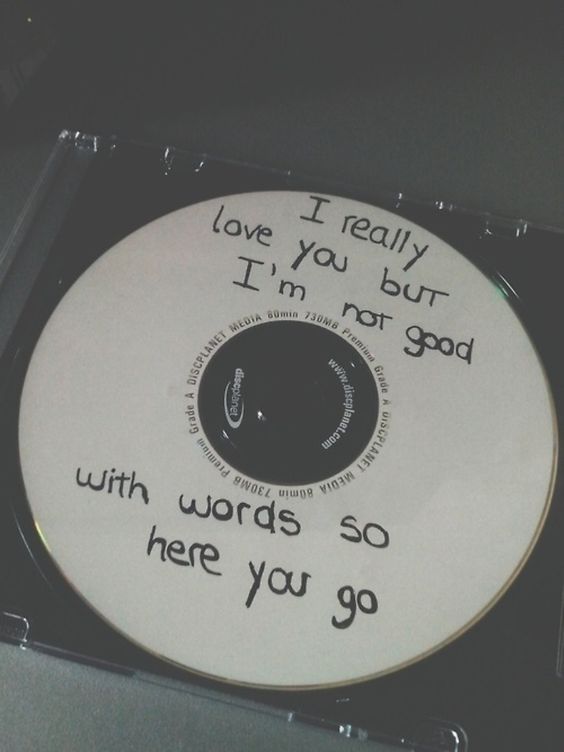 I really
love you but
I'm not good
DISCPLANET MEDIA 80min 730MB Premium Grade A DISCPLANET MEDIA 80min 730MB Premium Grade A
discplanet
www.discplanet.com
with words so
here you go